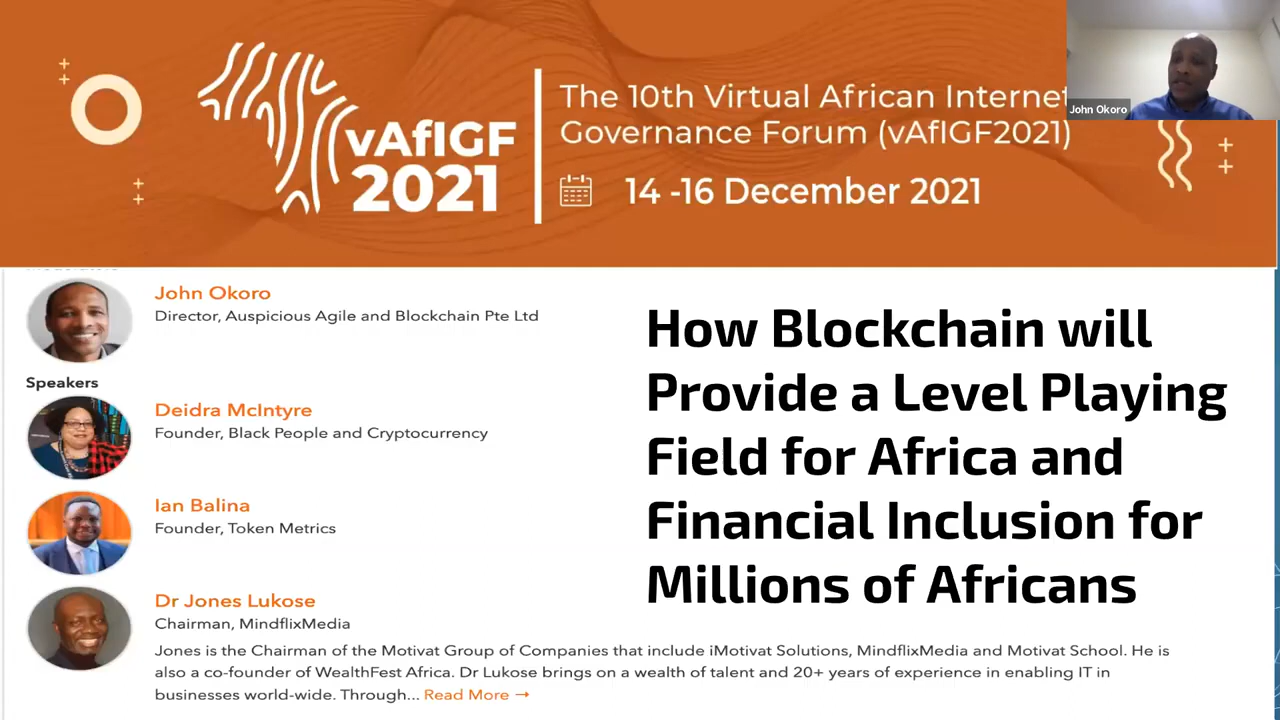 The 10th Virtual African Internet
John Okoro
Governance Forum (vAfIGF2021)
vAfIGF
2021
14 -16 December 2021
John Okoro
Director, Auspicious Agile and Blockchain Pte Ltd
Speakers
Deidra McIntyre
Founder, Black People and Cryptocurrency
Ian Balina
Founder, Token Metrics
Dr Jones Lukose
Chairman, MindflixMedia
Jones is the Chairman of the Motivat Group of Companies that include iMotivat Solutions, MindflixMedia and Motivat School. He is
also a co-founder of WealthFest Africa. Dr Lukose brings on a wealth of talent and 20+ years of experience in enabling IT in
businesses world-wide. Through... Read More →
How Blockchain will
Provide a Level Playing
Field for Africa and
Financial Inclusion for
Millions of Africans